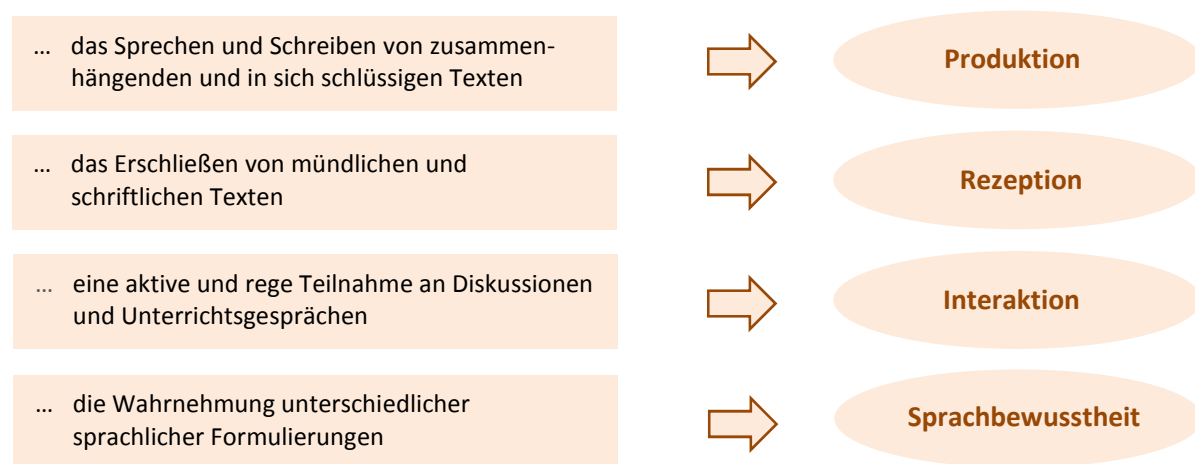 … das Sprechen und Schreiben von zusammen-
hängenden und in sich schlüssigen Texten
Produktion
… das Erschließen von mündlichen und
schriftlichen Texten
Rezeption
… eine aktive und rege Teilnahme an Diskussionen
und Unterrichtsgesprächen
Interaktion
… die Wahrnehmung unterschiedlicher
sprachlicher Formulierungen
Sprachbewusstheit